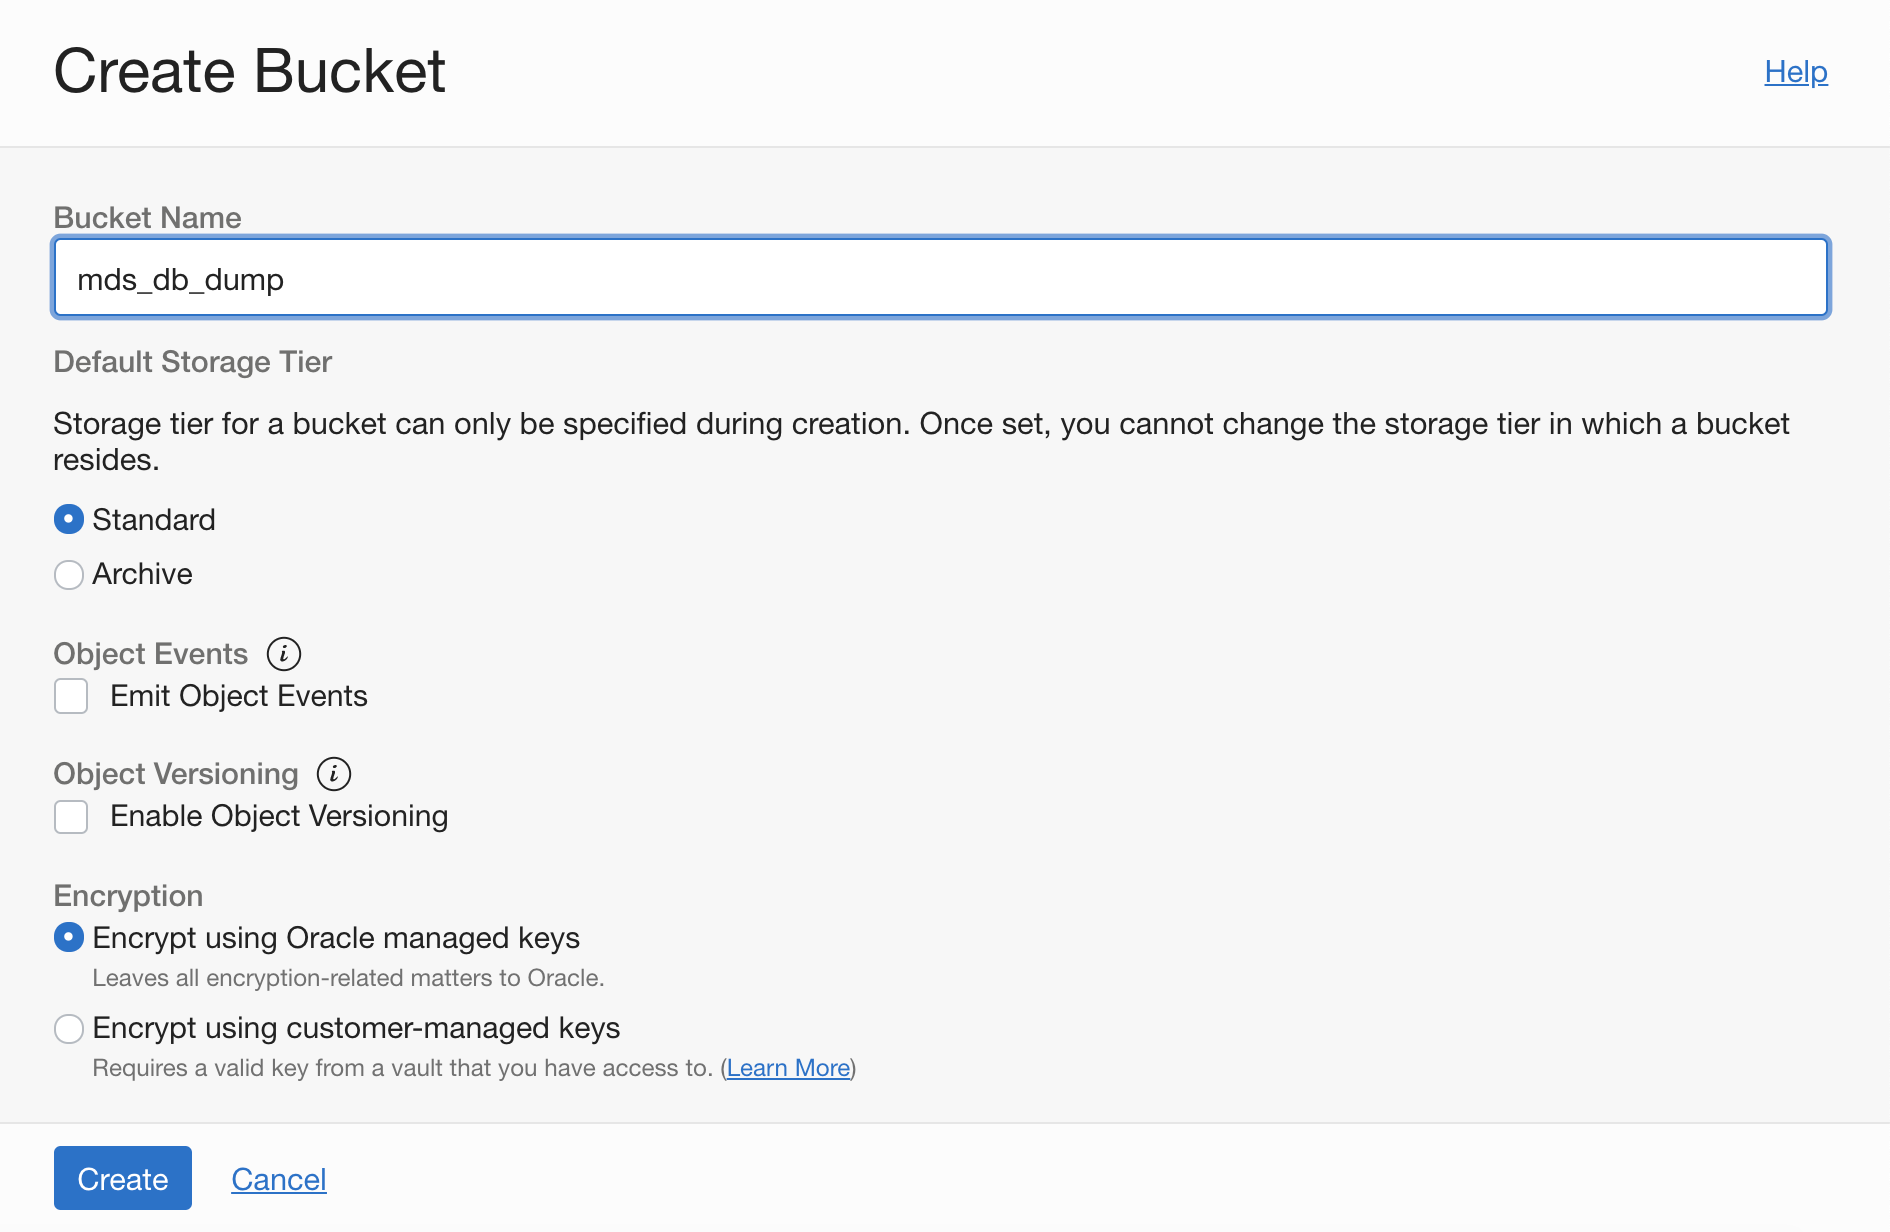 Create Bucket
Help
Bucket Name
mds_db_dump
Default Storage Tier
Storage tier for a bucket can only be specified during creation. Once set, you cannot change the storage tier in which a bucket
resides.
Standard
Archive
Object Events i
Emit Object Events
Object Versioning i
Enable Object Versioning
Encryption
Encrypt using Oracle managed keys
Leaves all encryption-related matters to Oracle.
Encrypt using customer-managed keys
Requires a valid key from a vault that you have access to. (Learn More)
Create
Cancel